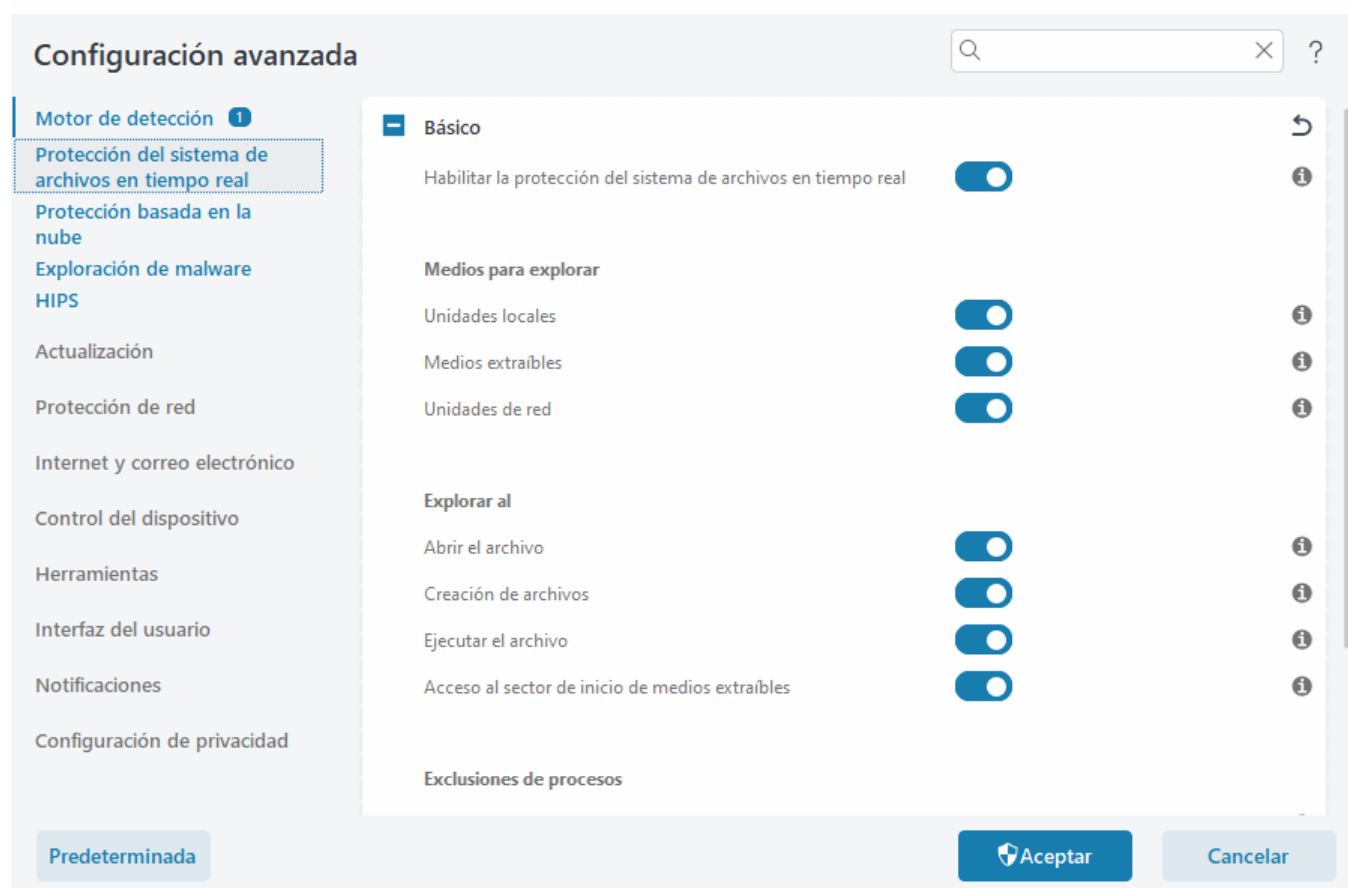 Configuración avanzada
?
Motor de detección 1
Protección del sistema de
archivos en tiempo real
Protección basada en la
nube
Exploración de malware
HIPS
Actualización
Protección de red
Internet y correo electrónico
Control del dispositivo
Herramientas
Interfaz del usuario
Notificaciones
Configuración de privacidad
Básico
Habilitar la protección del sistema de archivos en tiempo real
Medios para explorar
Unidades locales
Medios extraíbles
Unidades de red
Explorar al
Abrir el archivo
Creación de archivos
Ejecutar el archivo
Acceso al sector de inicio de medios extraíbles
Exclusiones de procesos
Predeterminada
Aceptar
Cancelar